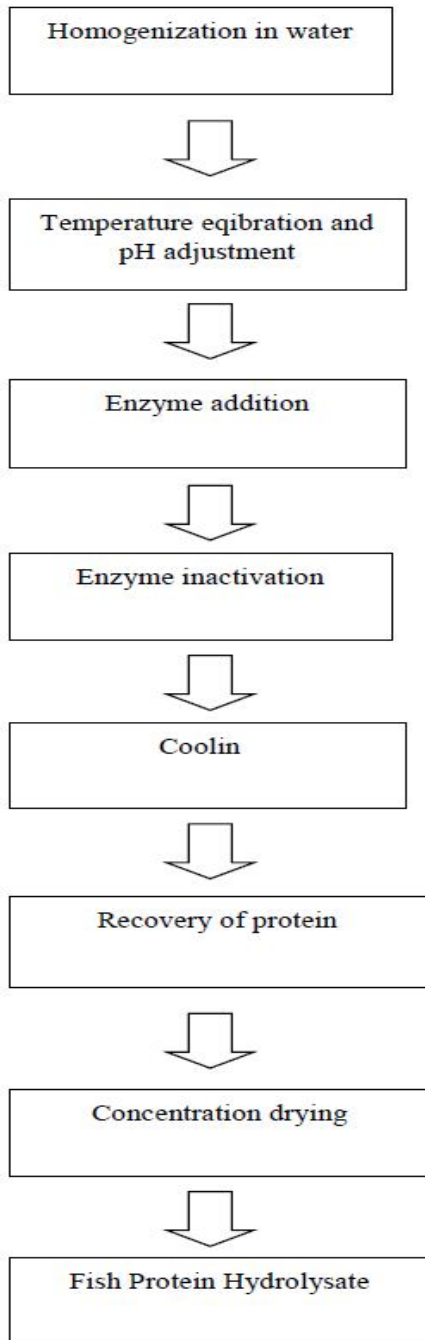 Homogenization in water
Temperature eqibration and
pH adjustment
Enzyme addition
Enzyme inactivation
Coolin
Recovery of protein
Concentration drying
Fish Protein Hydrolysate